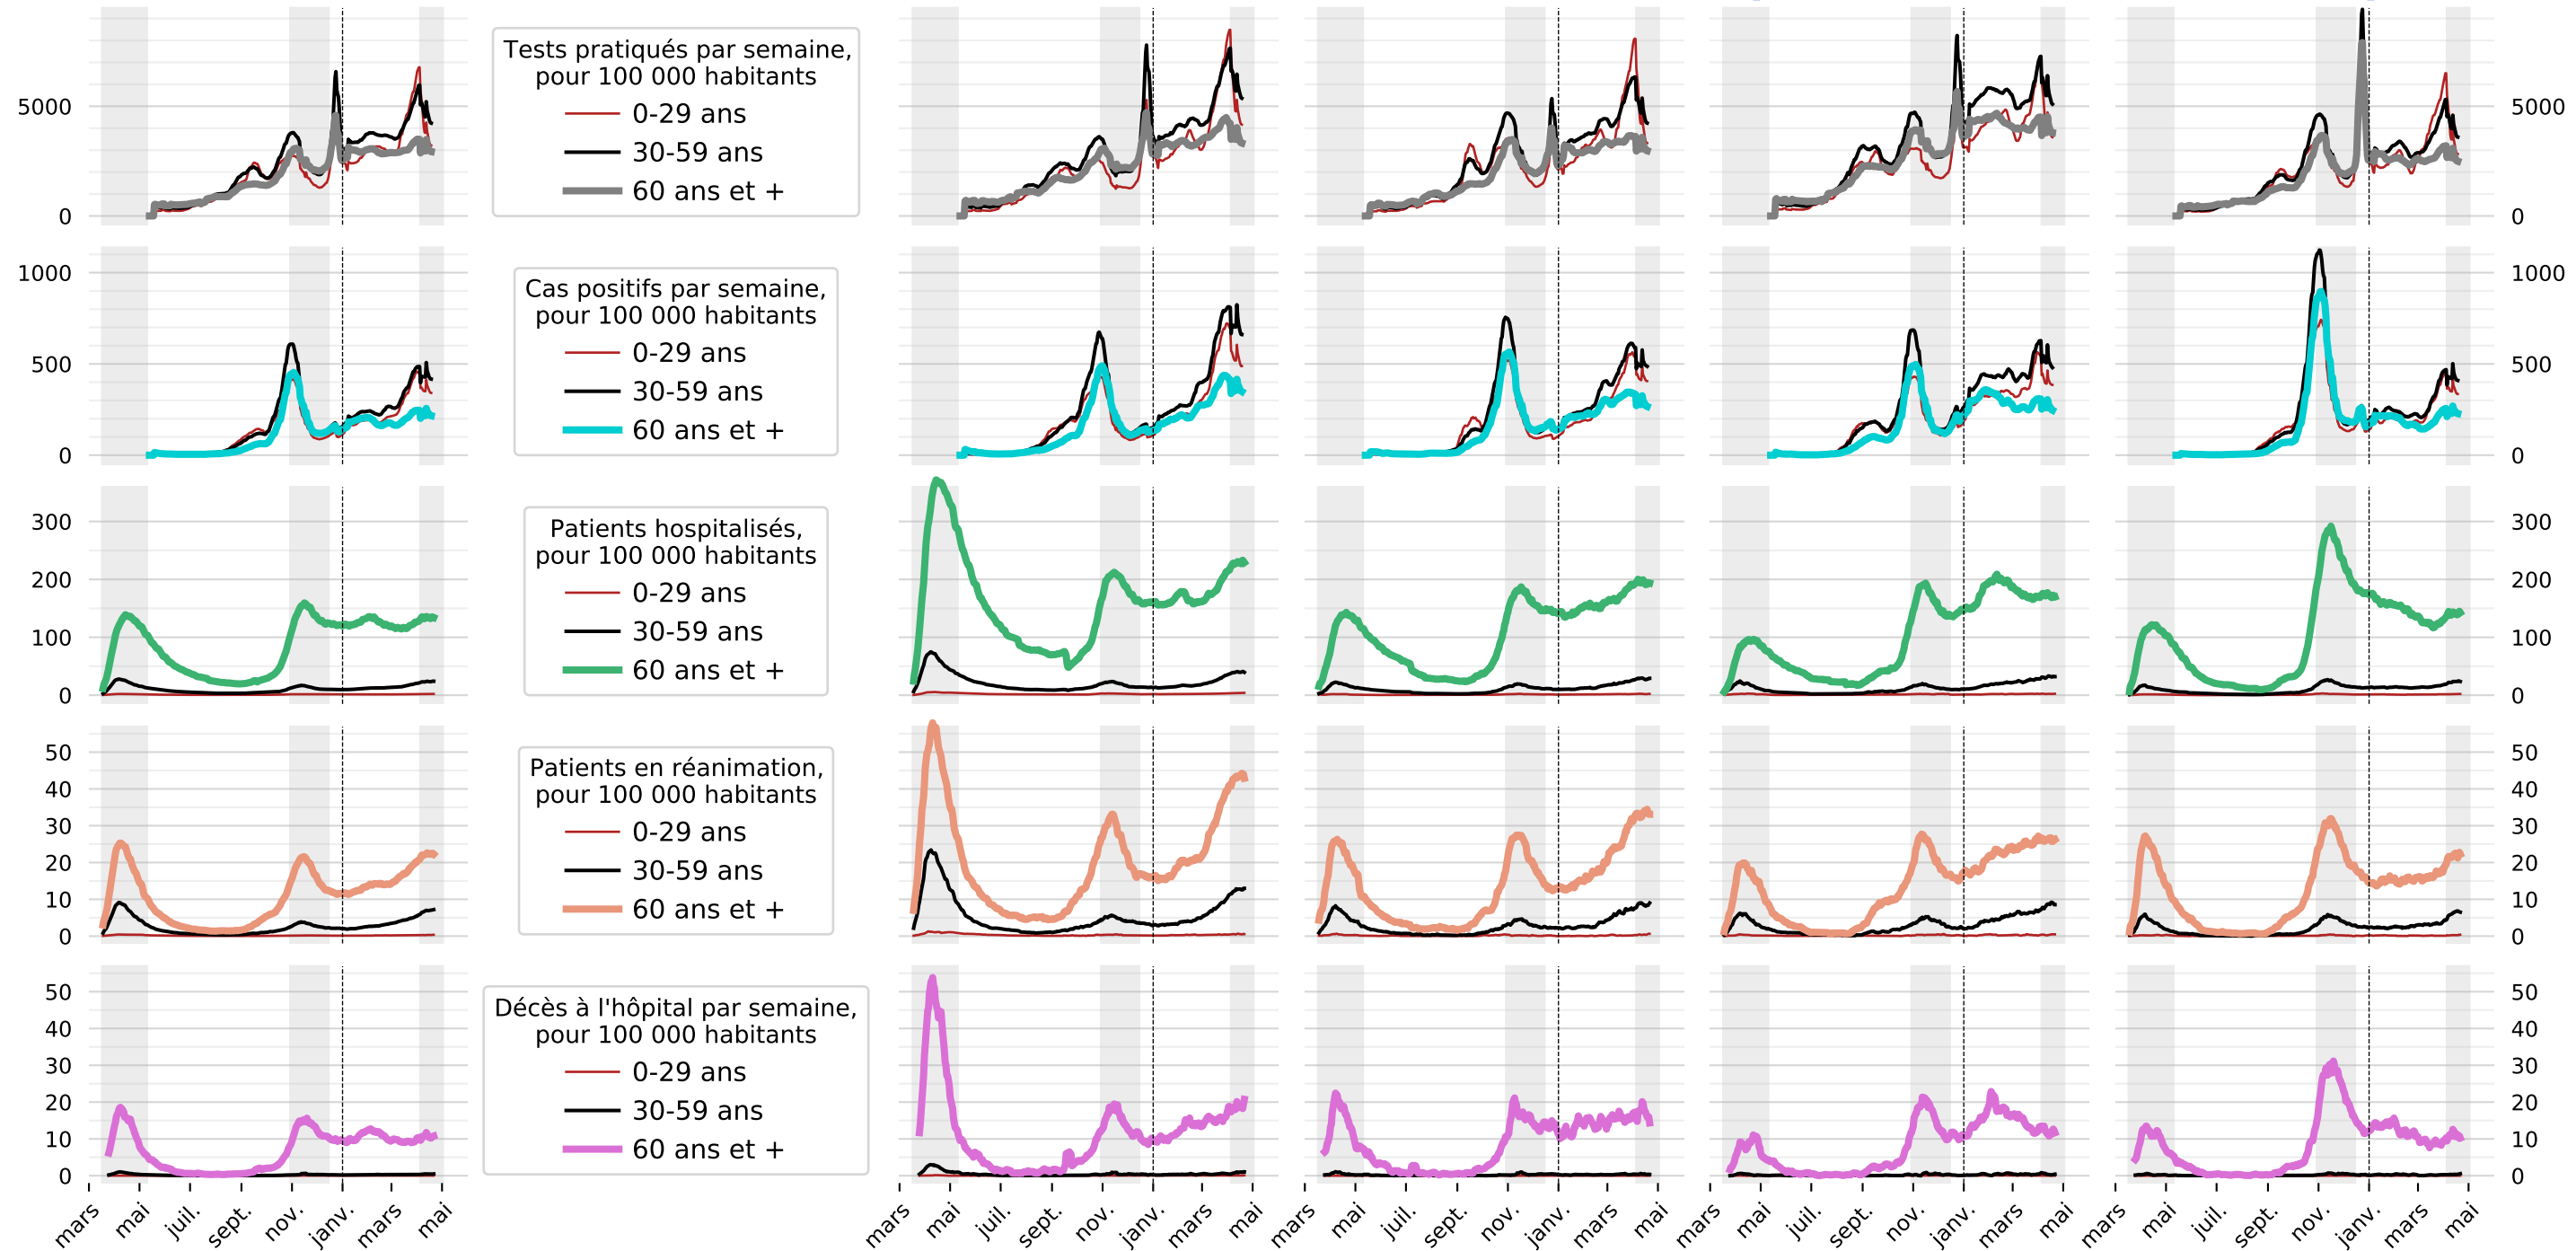 Tests pratiqués par semaine,
pour 100 000 habitants
0-29 ans
30-59 ans
60 ans et +
5000
0
5000
0
Cas positifs par semaine,
pour 100 000 habitants
0-29 ans
30-59 ans
60 ans et +
1000
500
0
1000
500
0
Patients hospitalisés,
pour 100 000 habitants
0-29 ans
30-59 ans
60 ans et +
300
200
100
0
300
200
100
0
Patients en réanimation,
pour 100 000 habitants
0-29 ans
30-59 ans
60 ans et +
50
40
30
20
10
0
50
40
30
20
10
0
Décès à l'hôpital par semaine,
pour 100 000 habitants
0-29 ans
30-59 ans
60 ans et +
50
40
30
20
10
0
50
40
30
20
10
0
mars mai juil. sept. nov. janv. mars mai
mars mai juil. sept. nov. janv. mars mai
mars mai juil. sept. nov. janv. mars mai
mars mai juil. sept. nov. janv. mars mai
mars mai juil. sept. nov. janv. mars mai